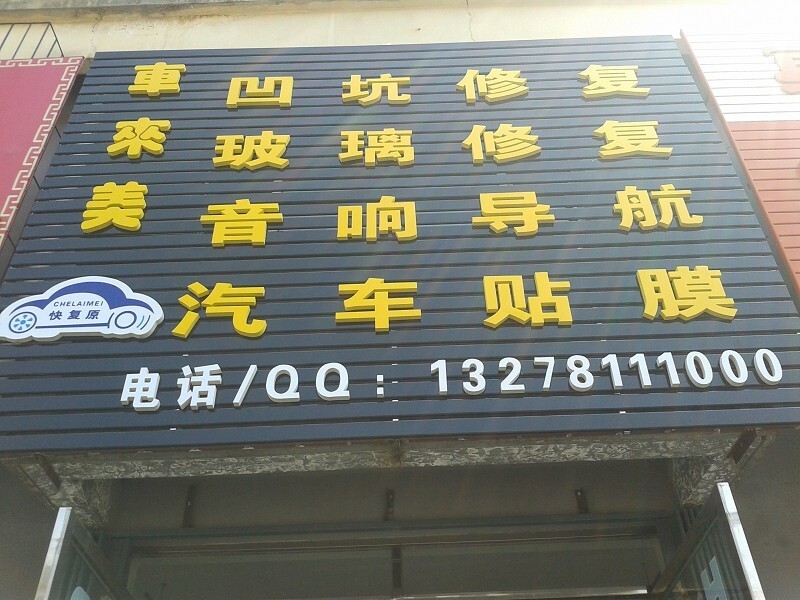 車來美
凹坑修复
玻璃修复
音响导航
汽车贴膜
CHELAIMEI
快复原
电话/QQ：13278111000